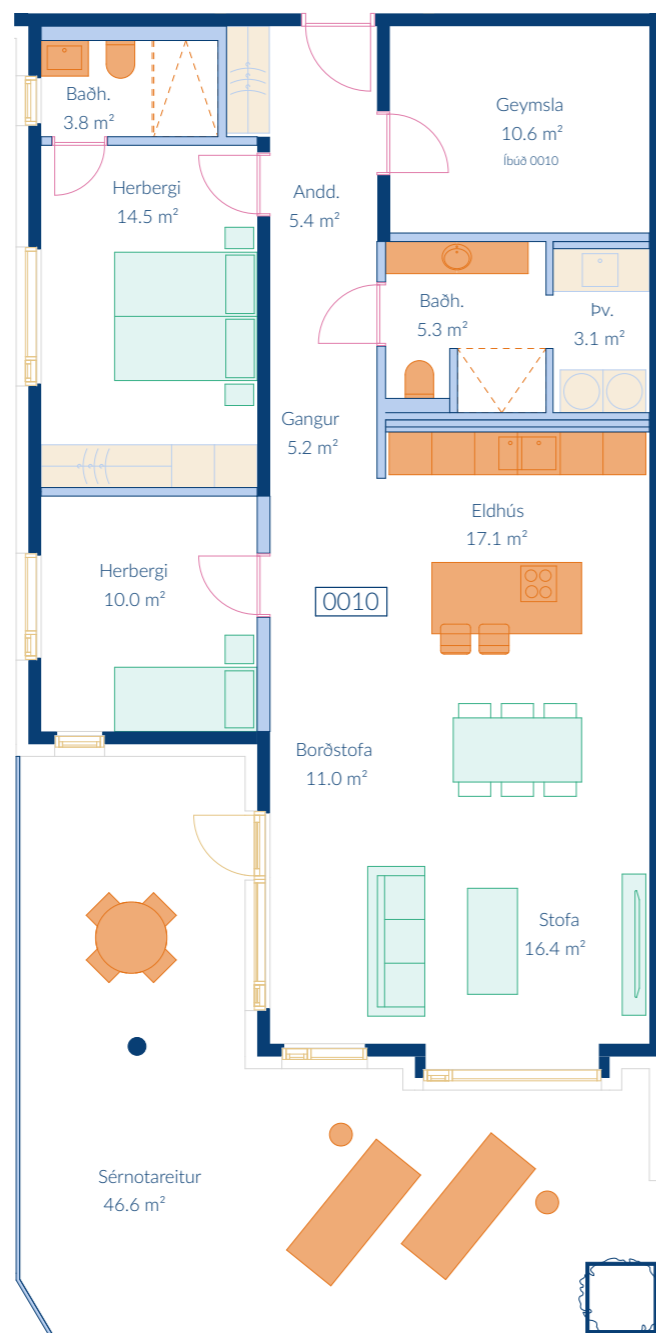 Baðh.
3.8 m²
Geymsla
10.6 m²
Íbúð 0010
Herbergi
14.5 m²
Andd.
5.4 m²
Baðh.
5.3 m²
Þv.
3.1 m²
Gangur
5.2 m²
Eldhús
17.1 m²
Herbergi
10.0 m²
0010
Borðstofa
11.0 m²
Stofa
16.4 m²
Sérnotareitur
46.6 m²